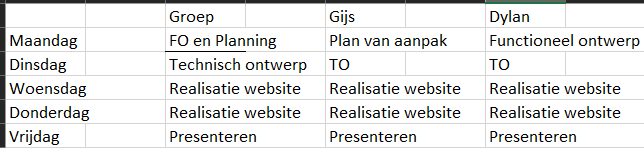 Groep Gijs Dylan
Maandag FO en Planning Plan van aanpak Functioneel ontwerp
Dinsdag Technisch ontwerp TO TO
Woensdag Realisatie website Realisatie website Realisatie website
Donderdag Realisatie website Realisatie website Realisatie website
Vrijdag Presenteren Presenteren Presenteren